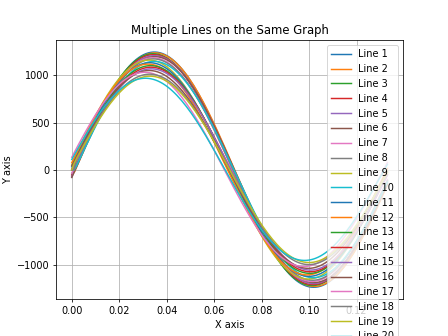 Multiple Lines on the Same Graph
Y axis
1000
500
0
−500
−1000
0.00
0.02
0.04
0.06
0.08
0.10
X axis
Line 1
Line 2
Line 3
Line 4
Line 5
Line 6
Line 7
Line 8
Line 9
Line 10
Line 11
Line 12
Line 13
Line 14
Line 15
Line 16
Line 17
Line 18
Line 19
Line 20